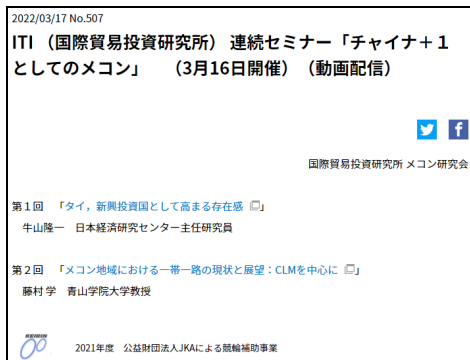 2022/03/17 No.507
ITI （国際貿易投資研究所） 連続セミナー「チャイナ＋１
としてのメコン」　（3月16日開催）（動画配信）
国際貿易投資研究所 メコン研究会
第１回　「タイ，新興投資国として高まる存在感」
牛山隆一　日本経済研究センター主任研究員
第２回　「メコン地域における一帯一路の現状と展望：CLMを中心に」
藤村 学　青山学院大学教授
KEIRIN
2021年度　公益財団法人JKAによる競輪補助事業